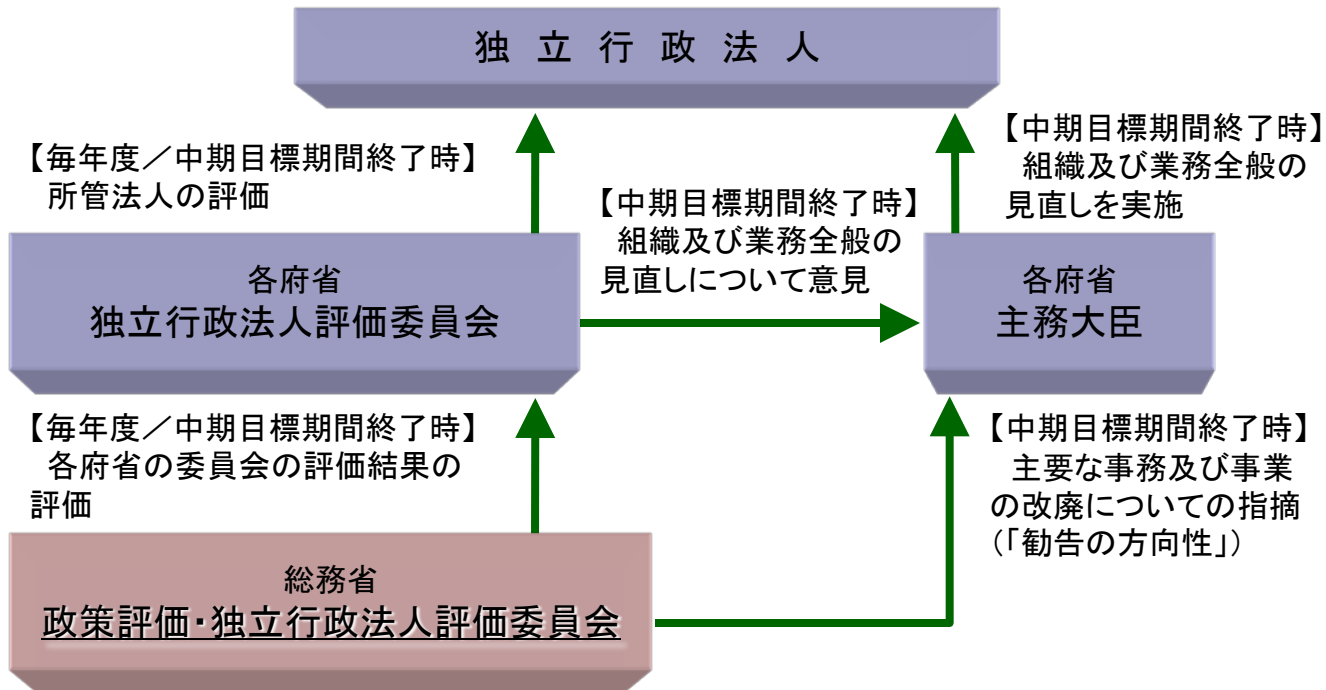 独立行政法人
【毎年度／中期目標期間終了時】
所管法人の評価
【中期目標期間終了時】
組織及び業務全般の
見直しについて意見
【中期目標期間終了時】
組織及び業務全般の
見直しを実施
各府省
独立行政法人評価委員会
各府省
主務大臣
【毎年度／中期目標期間終了時】
各府省の委員会の評価結果の
評価
【中期目標期間終了時】
主要な事務及び事業
の改廃についての指摘
（「勧告の方向性」）
総務省
政策評価・独立行政法人評価委員会